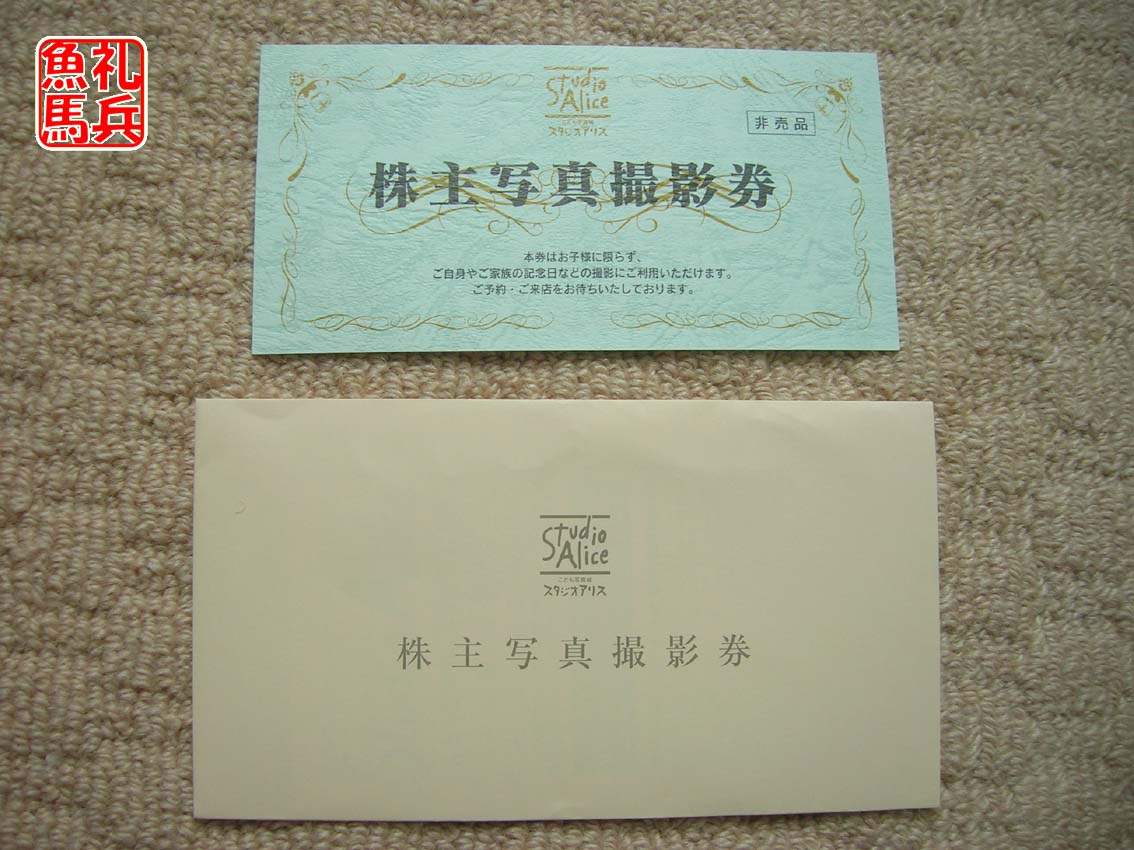 魚礼
馬兵
Studio
Alice
こども写真城
スタジオアリス
非売品
株主写真撮影券
本券はお子様に限らず、
ご自身やご家族の記念日などの撮影にご利用いただけます。
ご予約・ご来店をお待ちいたしております。
Studio
Alice
こども写真城
スタジオアリス
株主写真撮影券